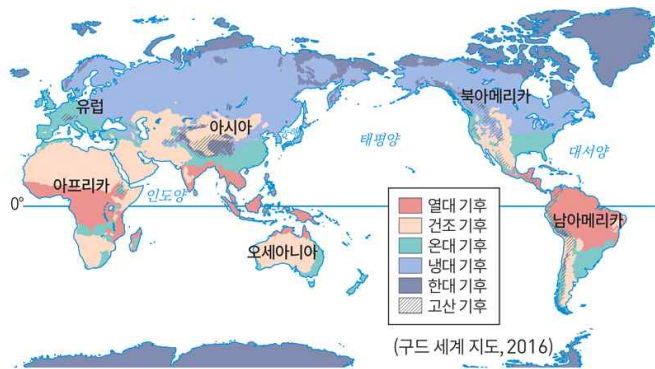 유럽
아시아
북아메리카
태평양
대서양
아프리카
인도양
0°
남아메리카
오세아니아
열대 기후
건조 기후
온대 기후
냉대 기후
한대 기후
고산 기후
(구드 세계 지도, 2016)